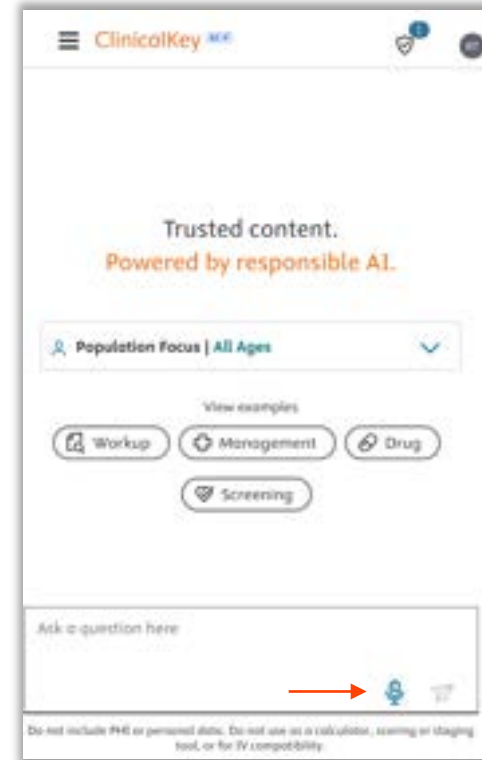 ClinicalKey
Trusted content.
Powered by responsible AI.
Population Focus | All Ages
View examples
Workup
Management
Drug
Screening
Ask a question here
Do not include PHI or personal data. Do not use as a calculator, scoring or staging
tool, or for IV compatibility.